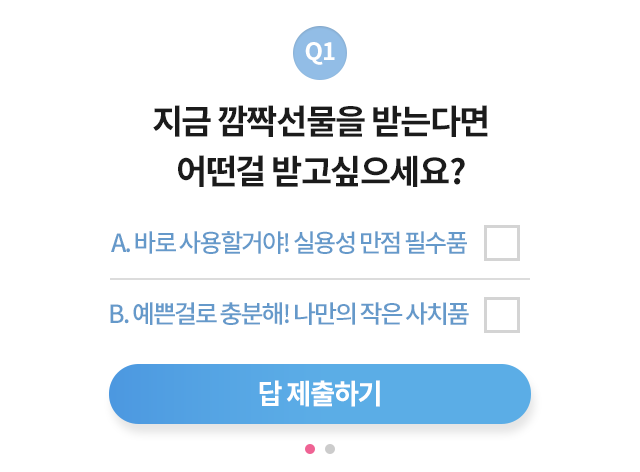 Q1
지금 깜짝선물을 받는다면
어떤걸 받고싶으세요?
A. 바로 사용할거야! 실용성 만점 필수품
B. 예쁜걸로 충분해! 나만의 작은 사치품
답 제출하기